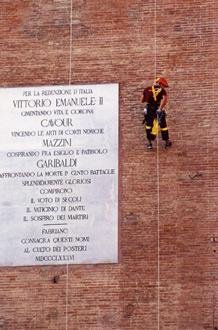 PER LA REDENZIONE D'ITALIA
VITTORIO EMANUELE II
CIMENTANDO VITA E CORONA
CAVOUR
VINCENDO LE ARTI DI CORTI NEMICHE
MAZZINI
COSPIRANDO FRA ESIGLIO E PATIBOLO
GARIBALDI
AFFRONTANDO LA MORTE IN CENTO BATTAGLIE
SPLENDIDAMENTE GLORIOSI
COMPIRONO
IL VOTO DI SECOLI
IL VATICINIO DI DANTE
IL SOSPIRO DEI MARTIRI
FABRIANO
CONSACRA QUESTI NOMI
AL CULTO DEI POSTERI
MDCCCLXXXVI